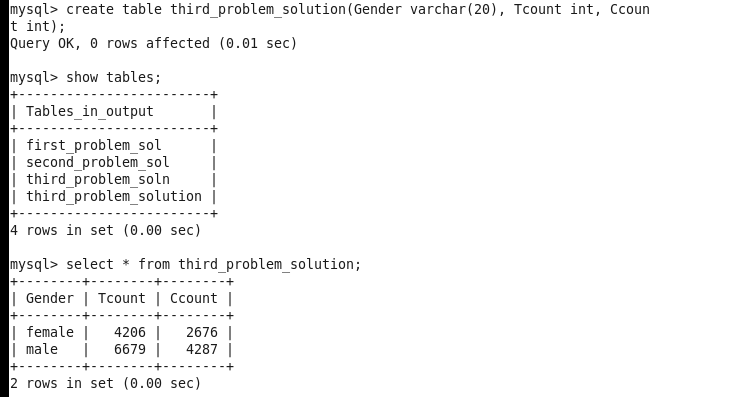 mysql> create table third_problem_solution(Gender varchar(20), Tcount int, Ccoun
t int);
Query OK, 0 rows affected (0.01 sec)

mysql> show tables;
+------------------------+
| Tables_in_output       |
+------------------------+
| first_problem_sol      |
| second_problem_sol     |
| third_problem_soln     |
| third_problem_solution |
+------------------------+
4 rows in set (0.00 sec)

mysql> select * from third_problem_solution;
+--------+--------+--------+
| Gender | Tcount | Ccount |
+--------+--------+--------+
| female |   4206 |   2676 |
| male   |   6679 |   4287 |
+--------+--------+--------+
2 rows in set (0.00 sec)